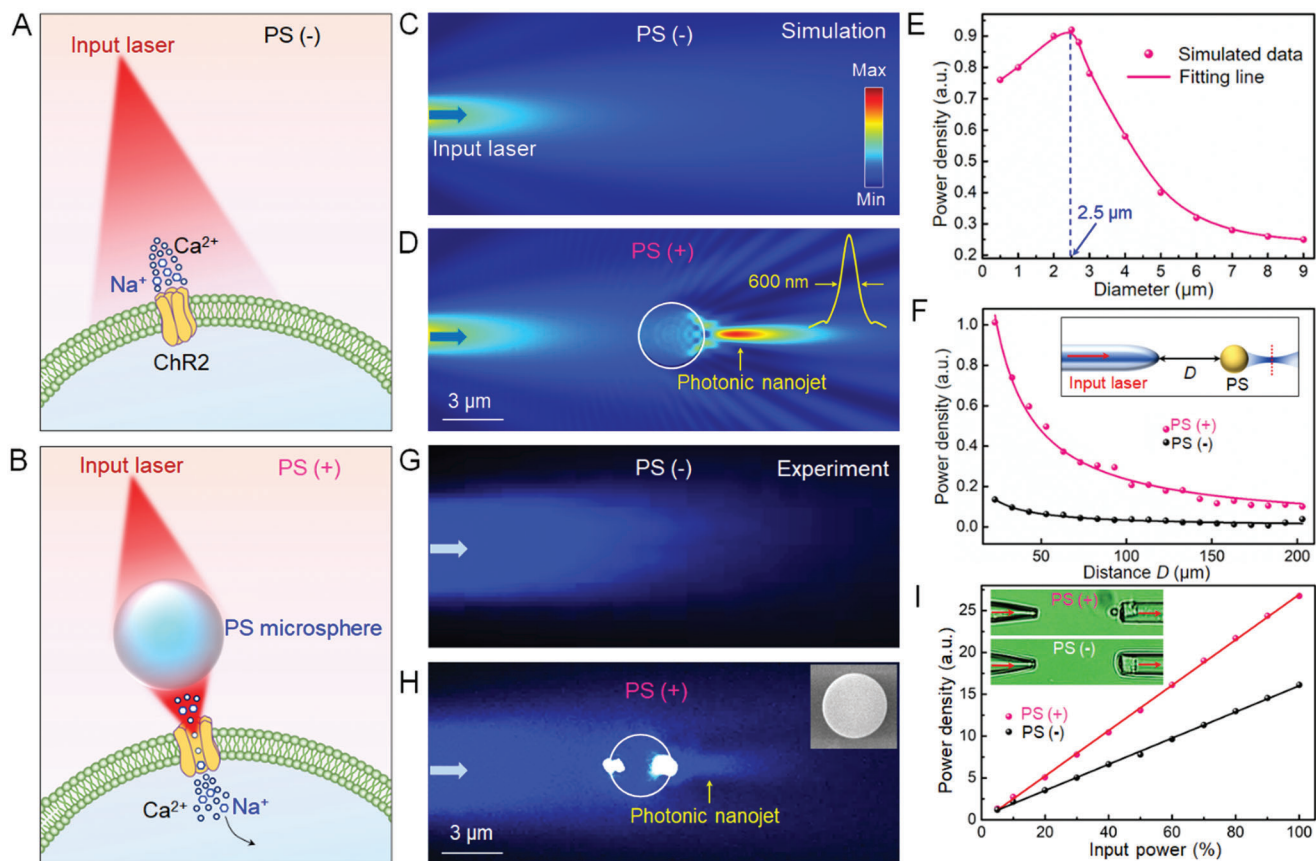 A
Input laser
PS (-)
Ca²⁺
Na⁺
ChR2
B
Input laser
PS (+)
PS microsphere
Ca²⁺
Na⁺
C
PS (-)
Simulation
Max
Min
Input laser
D
PS (+)
600 nm
Photonic nanojet
3 µm
G
PS (-)
Experiment
H
PS (+)
Photonic nanojet
3 µm
E
Power density (a.u.)
0.9
0.8
0.7
0.6
0.5
0.4
0.3
0.2
Simulated data
Fitting line
2.5 µm
0 1 2 3 4 5 6 7 8 9
Diameter (µm)
F
Power density (a.u.)
1.0
0.8
0.6
0.4
0.2
0.0
Input laser
D
PS
PS (+)
PS (-)
50 100 150 200
Distance D (µm)
I
Power density (a.u.)
25
20
15
10
5
0
PS (+)
PS (-)
PS (+)
PS (-)
0 20 40 60 80 100
Input power (%)